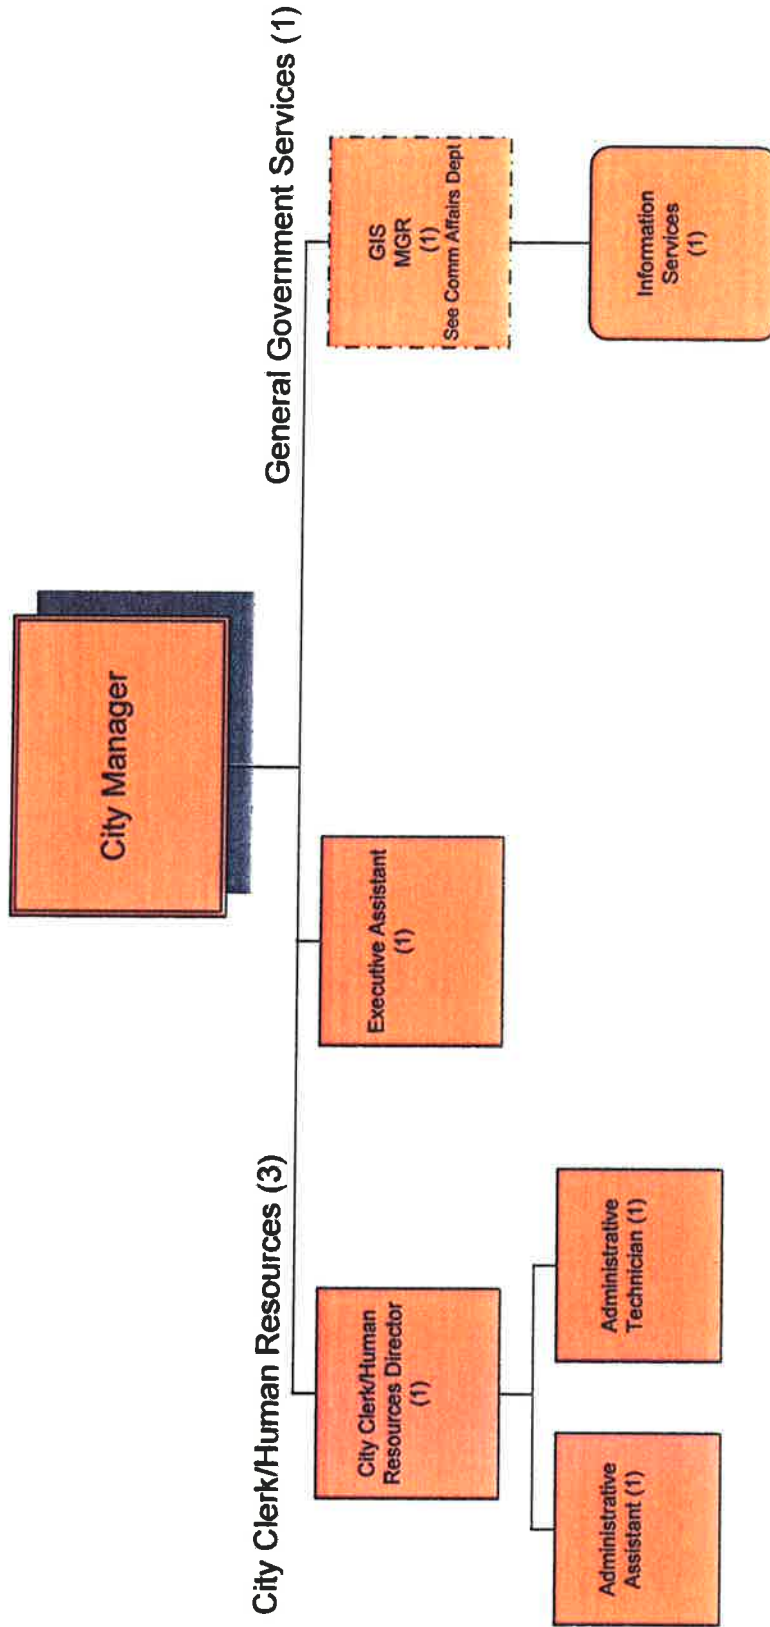 City Manager
City Clerk/Human Resources (3)
General Government Services (1)
City Clerk/Human
Resources Director
(1)
Executive Assistant
(1)
GIS
MGR
(1)
See Comm Affairs Dept
Administrative
Assistant (1)
Administrative
Technician (1)
Information
Services
(1)